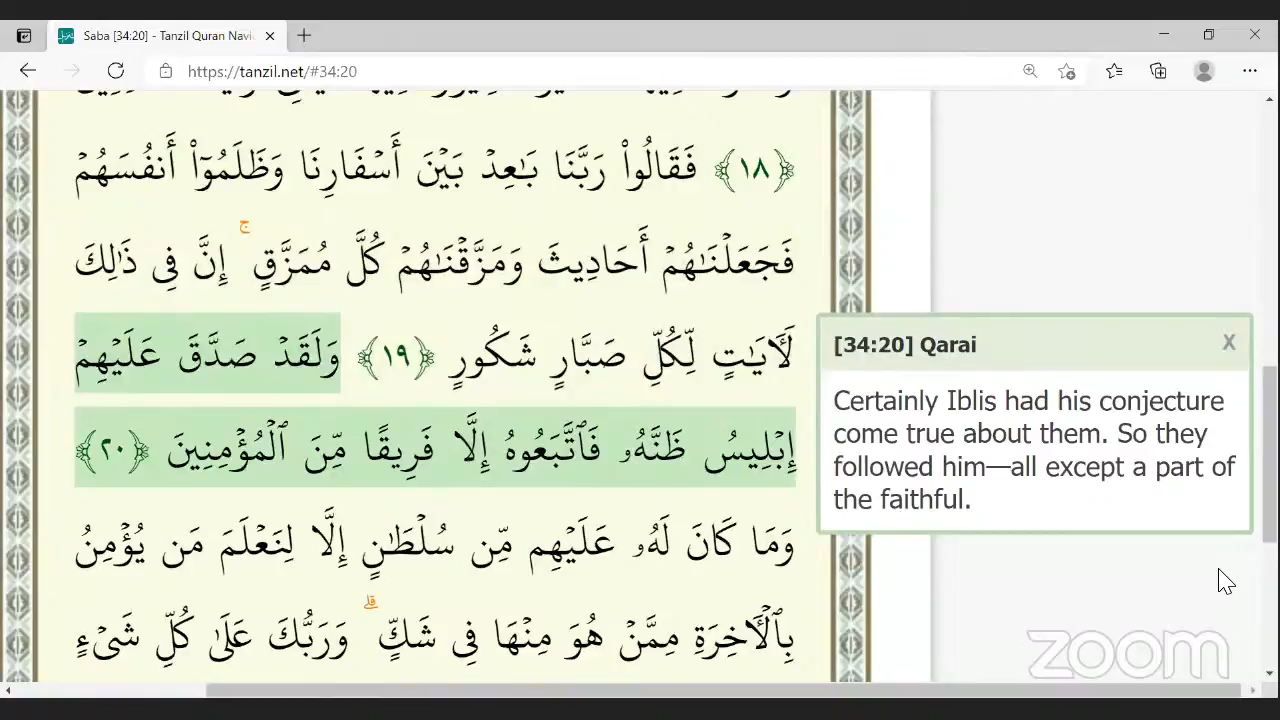 Saba [34:20] - Tanzil Quran Navi
https://tanzil.net/#34:20
﴿١٨﴾ فَقَالُوا۟ رَبَّنَا بَـٰعِدْ بَيْنَ أَسْفَارِنَا وَظَلَمُوٓا۟ أَنفُسَهُمْ
فَجَعَلْنَـٰهُمْ أَحَادِيثَ وَمَزَّقْنَـٰهُمْ كُلَّ مُمَزَّقٍ ۚ إِنَّ فِى ذَٰلِكَ
لَـَٔايَـٰتٍ لِّكُلِّ صَبَّارٍ شَكُورٍ ﴿١٩﴾ وَلَقَدْ صَدَّقَ عَلَيْهِمْ
إِبْلِيسُ ظَنَّهُۥ فَٱتَّبَعُوهُ إِلَّا فَرِيقًا مِّنَ ٱلْمُؤْمِنِينَ ﴿٢٠﴾
وَمَا كَانَ لَهُۥ عَلَيْهِم مِّن سُلْطَـٰنٍ إِلَّا لِنَعْلَمَ مَن يُؤْمِنُ
بِٱلْـَٔاخِرَةِ مِمَّنْ هُوَ مِنْهَا فِى شَكٍّ ۗ وَرَبُّكَ عَلَىٰ كُلِّ شَىْءٍ
[34:20] Qarai
X
Certainly Iblis had his conjecture
come true about them. So they
followed him—all except a part of
the faithful.
zoom